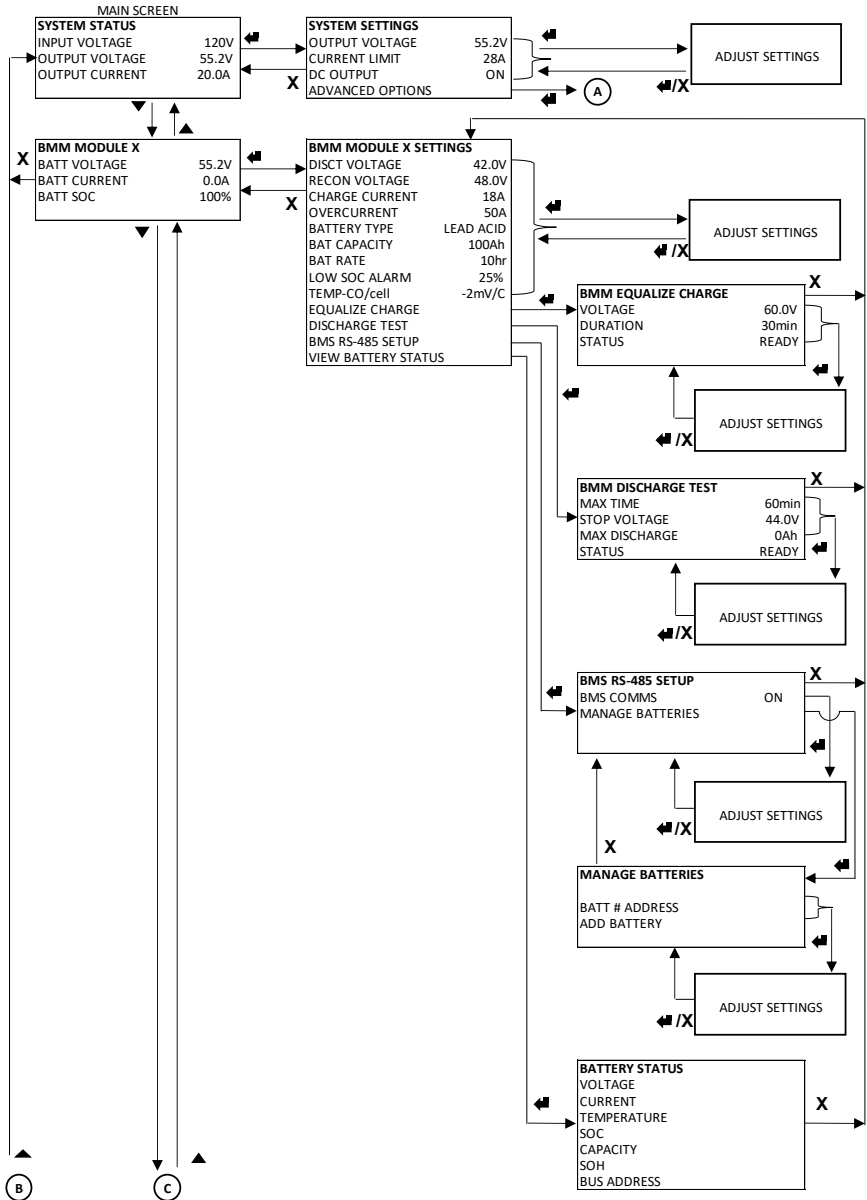 MAIN SCREEN
SYSTEM STATUS
INPUT VOLTAGE 120V
OUTPUT VOLTAGE 55.2V
OUTPUT CURRENT 20.0A
X
SYSTEM SETTINGS
OUTPUT VOLTAGE 55.2V
CURRENT LIMIT 28A
DC OUTPUT ON
ADVANCED OPTIONS
ADJUST SETTINGS
/X
A
BMM MODULE X
BATT VOLTAGE 55.2V
BATT CURRENT 0.0A
BATT SOC 100%
X
X
BMM MODULE X SETTINGS
DISCT VOLTAGE 42.0V
RECON VOLTAGE 48.0V
CHARGE CURRENT 18A
OVERCURRENT 50A
BATTERY TYPE LEAD ACID
BAT CAPACITY 100Ah
BAT RATE 10hr
LOW SOC ALARM 25%
TEMP-CO/cell -2mV/C
EQUALIZE CHARGE
DISCHARGE TEST
BMS RS-485 SETUP
VIEW BATTERY STATUS
ADJUST SETTINGS
/X
X
BMM EQUALIZE CHARGE
VOLTAGE 60.0V
DURATION 30min
STATUS READY
ADJUST SETTINGS
/X
X
BMM DISCHARGE TEST
MAX TIME 60min
STOP VOLTAGE 44.0V
MAX DISCHARGE 0Ah
STATUS READY
ADJUST SETTINGS
/X
X
BMS RS-485 SETUP
BMS COMMS ON
MANAGE BATTERIES
ADJUST SETTINGS
/X
X
MANAGE BATTERIES
BATT # ADDRESS
ADD BATTERY
ADJUST SETTINGS
/X
BATTERY STATUS
VOLTAGE
CURRENT
TEMPERATURE
SOC
CAPACITY
SOH
BUS ADDRESS
X
B
C